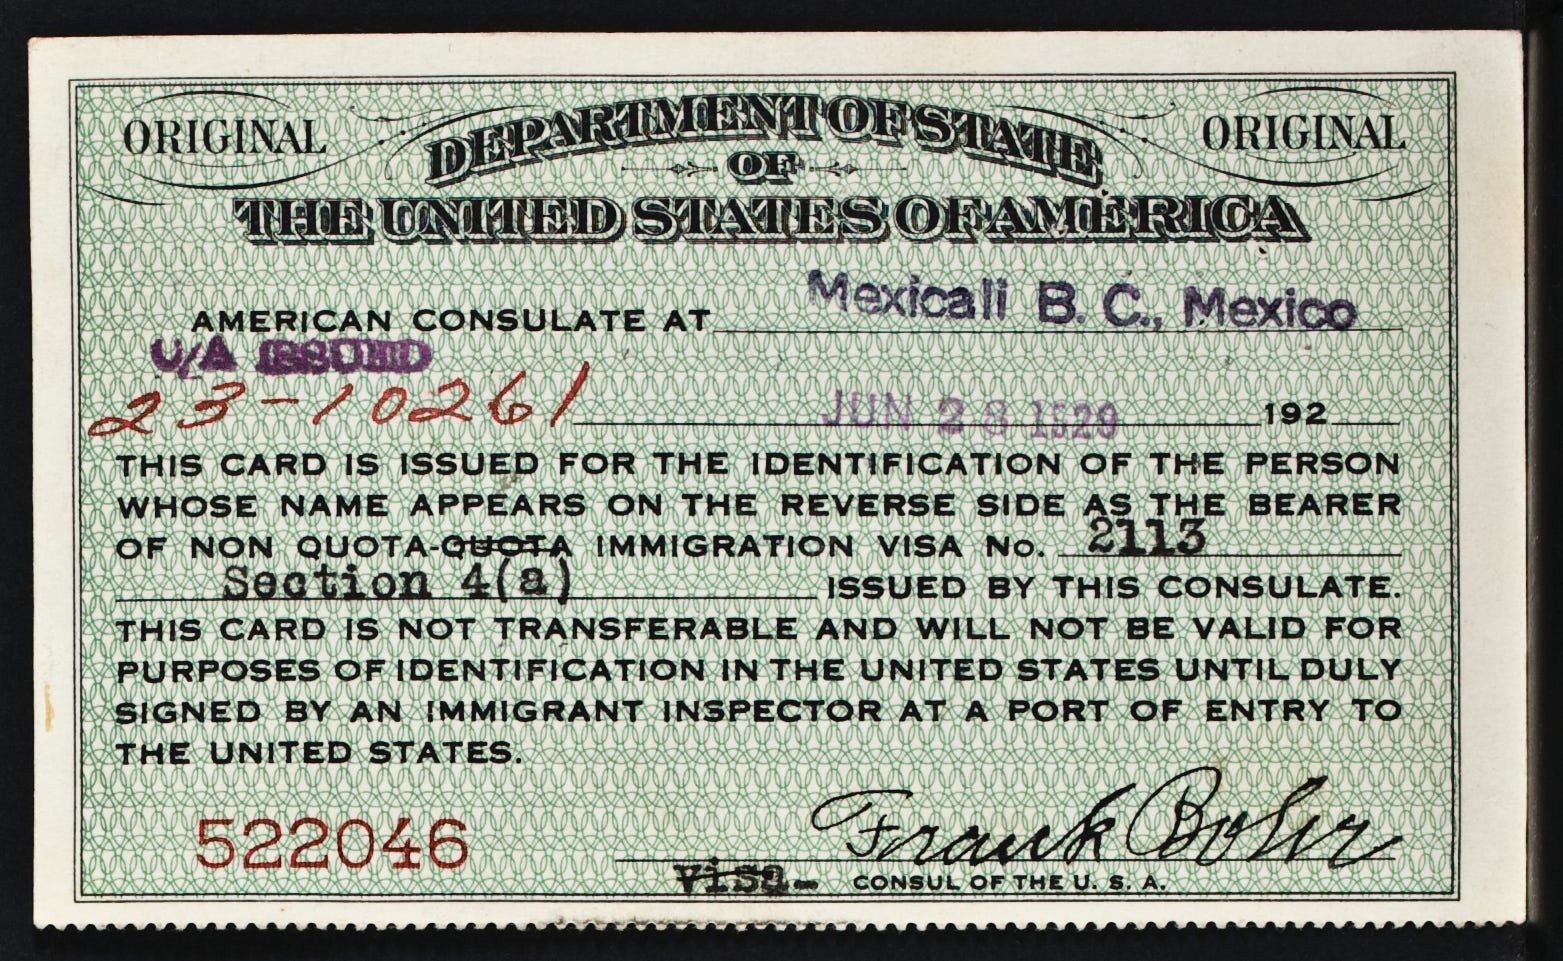 ORIGINAL DEPARTMENT OF STATE ORIGINAL
OF
THE UNITED STATES OF AMERICA
Mexicali B. C., Mexico
AMERICAN CONSULATE AT
U/A ISSUED
23-10261 JUN 28 1929 192
THIS CARD IS ISSUED FOR THE IDENTIFICATION OF THE PERSON
WHOSE NAME APPEARS ON THE REVERSE SIDE AS THE BEARER
OF NON QUOTA-QUOTA IMMIGRATION VISA No. 2113
Section 4(a) ISSUED BY THIS CONSULATE.
THIS CARD IS NOT TRANSFERABLE AND WILL NOT BE VALID FOR
PURPOSES OF IDENTIFICATION IN THE UNITED STATES UNTIL DULY
SIGNED BY AN IMMIGRANT INSPECTOR AT A PORT OF ENTRY TO
THE UNITED STATES.
522046 Frank Bohr
Visa- CONSUL OF THE U. S. A.